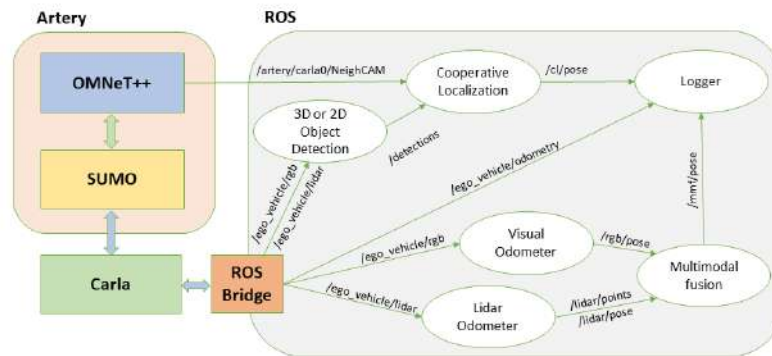 Artery
ROS
OMNeT++
/artery/carla0/NeighCAM
Cooperative
Localization
/cl/pose
Logger
3D or 2D
Object
Detection
/detections
SUMO
/ego_vehicle/rgb
/ego_vehicle/lidar
/ego_vehicle/odometry
/mmf/pose
Carla
ROS
Bridge
/ego_vehicle/rgb
Visual
Odometer
/rgb/pose
Multimodal
fusion
/ego_vehicle/lidar
Lidar
Odometer
/lidar/points
/lidar/pose